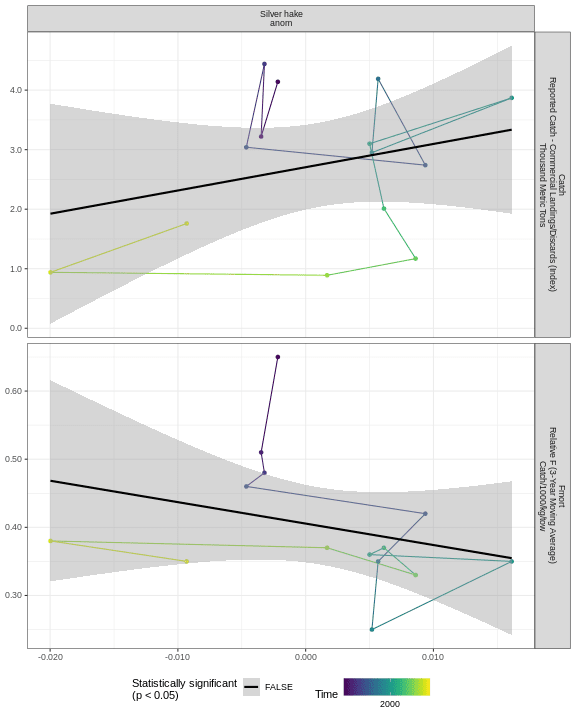 Silver hake
anom
4.0
3.0
2.0
1.0
0.0
Catch
Reported Catch - Commercial Landings/Discards (Index)
Thousand Metric Tons
0.60
0.50
0.40
0.30
Fmort
Relative F (3-Year Moving Average)
Catch/1000/kg/tow
-0.020
-0.010
0.000
0.010
Statistically significant
(p < 0.05)
FALSE
Time
2000